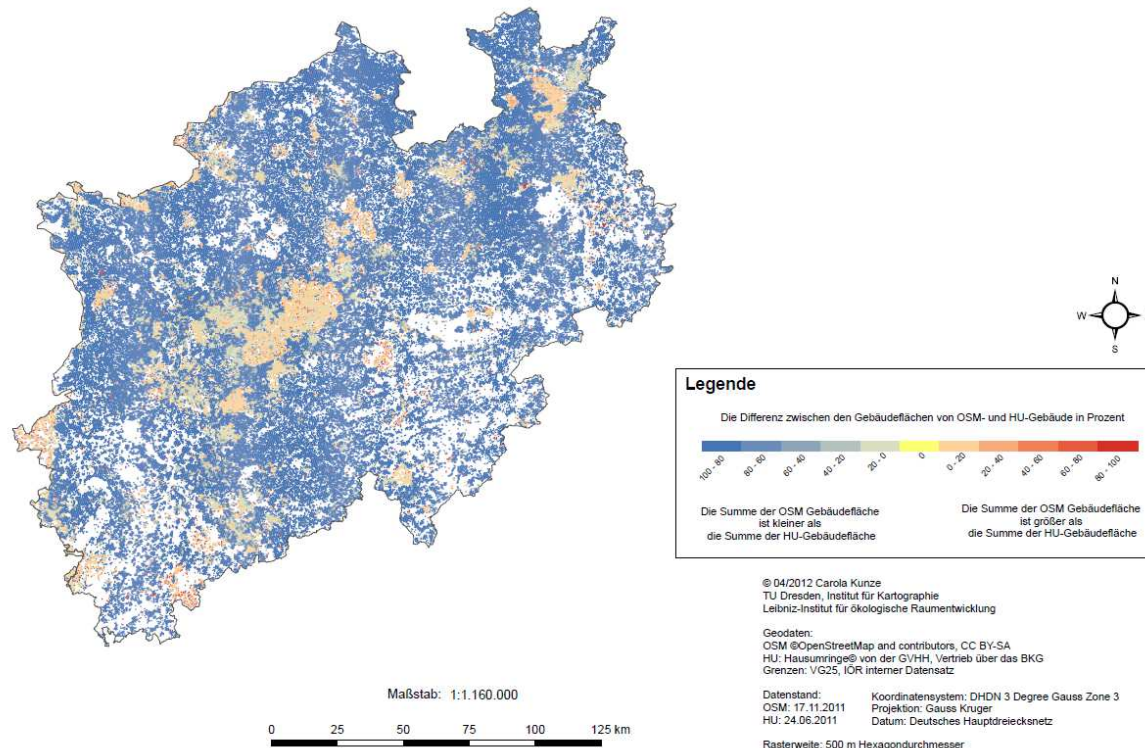 N
W
S
Legende
Die Differenz zwischen den Gebäudeflächen von OSM- und HU-Gebäude in Prozent
100 - 80
80 - 60
60 - 40
40 - 20
20 - 0
0
0 - 20
20 - 40
40 - 60
60 - 80
80 - 100
Die Summe der OSM Gebäudefläche
ist kleiner als
die Summe der HU-Gebäudefläche
Die Summe der OSM Gebäudefläche
ist größer als
die Summe der HU-Gebäudefläche
© 04/2012 Carola Kunze
TU Dresden, Institut für Kartographie
Leibniz-Institut für ökologische Raumentwicklung
Geodaten:
OSM ©OpenStreetMap and contributors, CC BY-SA
HU: Hausumringe© von der GVHH, Vertrieb über das BKG
Grenzen: VG25, IÖR interner Datensatz
Datenstand:
OSM: 17.11.2011
HU: 24.06.2011
Koordinatensystem: DHDN 3 Degree Gauss Zone 3
Projektion: Gauss Kruger
Datum: Deutsches Hauptdreiecksnetz
Rasterweite: 500 m Hexagondurchmesser
Maßstab: 1:1.160.000
0 25 50 75 100 125 km